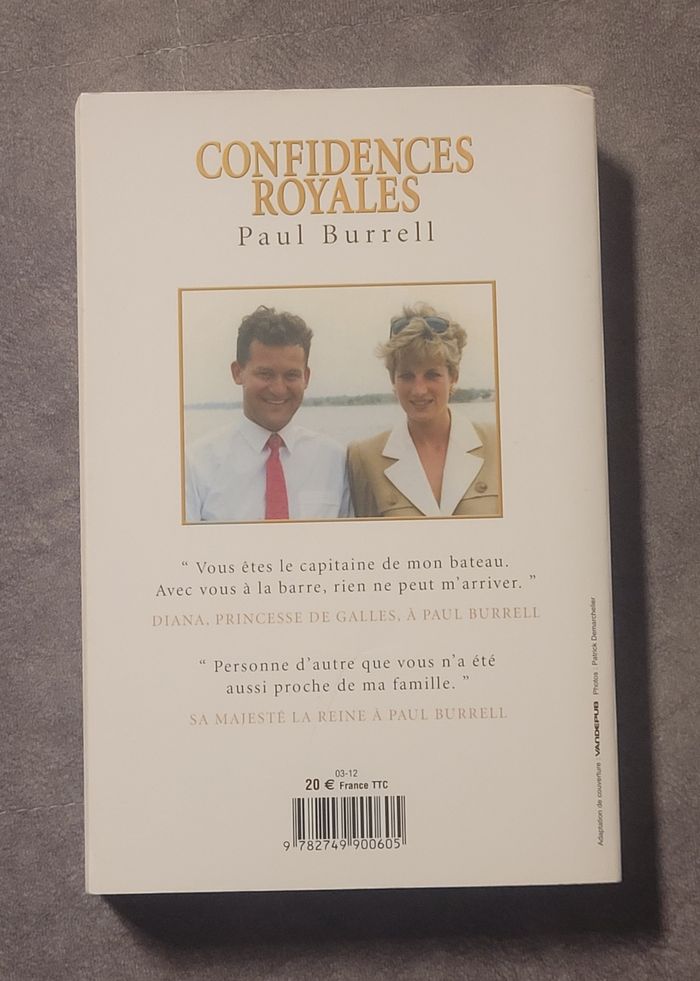 CONFIDENCES
ROYALES
Paul Burrell
“ Vous êtes le capitaine de mon bateau.
Avec vous à la barre, rien ne peut m’arriver. ”
DIANA, PRINCESSE DE GALLES, À PAUL BURRELL
“ Personne d’autre que vous n’a été
aussi proche de ma famille. ”
SA MAJESTÉ LA REINE À PAUL BURRELL
03-12
20 € France TTC
9 782749 900605
Adaptation de couverture : VANDEPUB Photos : Patrick Demarchelier